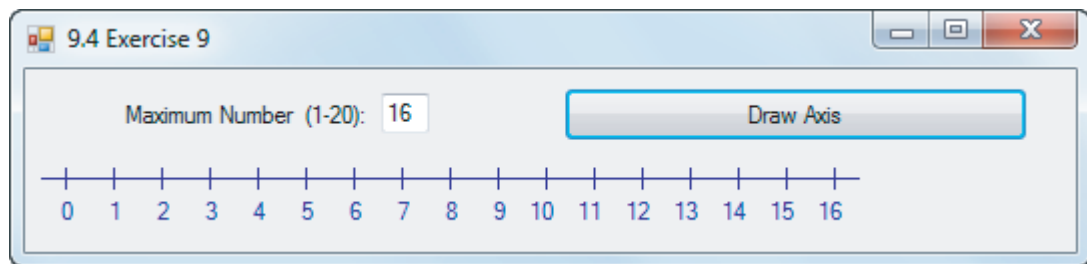 9.4 Exercise 9
Maximum Number (1-20): 16 Draw Axis
0 1 2 3 4 5 6 7 8 9 10 11 12 13 14 15 16